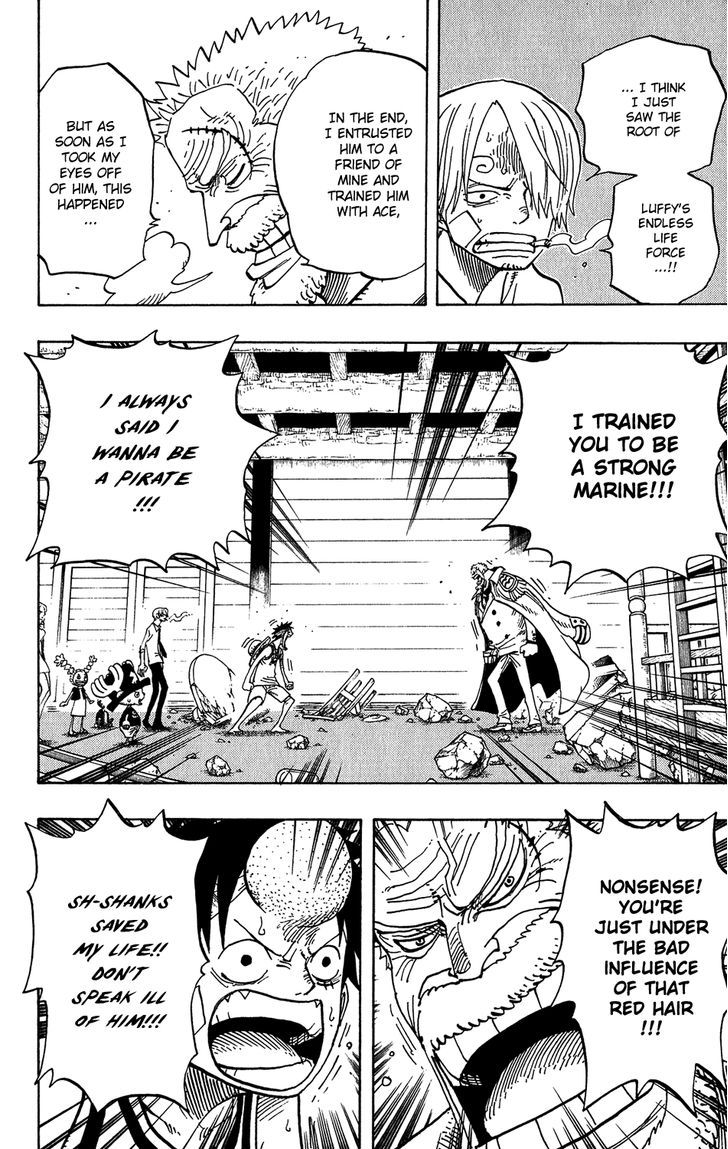 ... I THINK
I JUST
SAW THE
ROOT OF
LUFFY'S
ENDLESS
LIFE
FORCE
...!!
IN THE END,
I ENTRUSTED
HIM TO A
FRIEND OF
MINE AND
TRAINED HIM
WITH ACE,
BUT AS
SOON AS I
TOOK MY
EYES OFF
OF HIM, THIS
HAPPENED
...
I TRAINED
YOU TO BE
A STRONG
MARINE!!!
I ALWAYS
SAID I
WANNA BE
A PIRATE
!!!
NONSENSE!
YOU'RE
JUST UNDER
THE BAD
INFLUENCE
OF THAT
RED HAIR
!!!
SH-SHANKS
SAVED
MY LIFE!!
DON'T
SPEAK ILL
OF HIM!!!